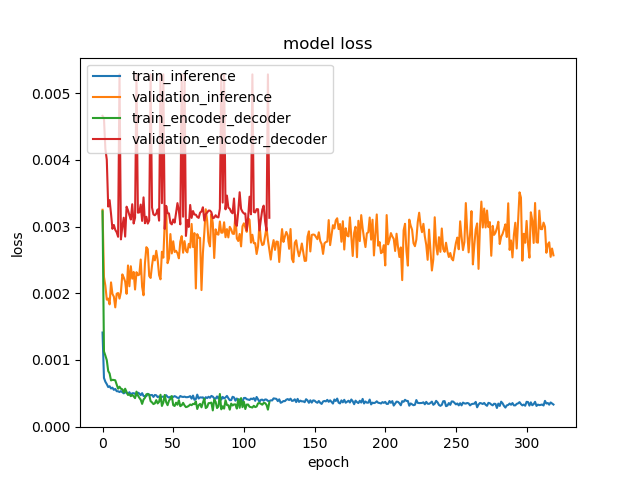 model loss
train_inference
validation_inference
train_encoder_decoder
validation_encoder_decoder
loss
0.005
0.004
0.003
0.002
0.001
0.000
0 50 100 150 200 250 300
epoch